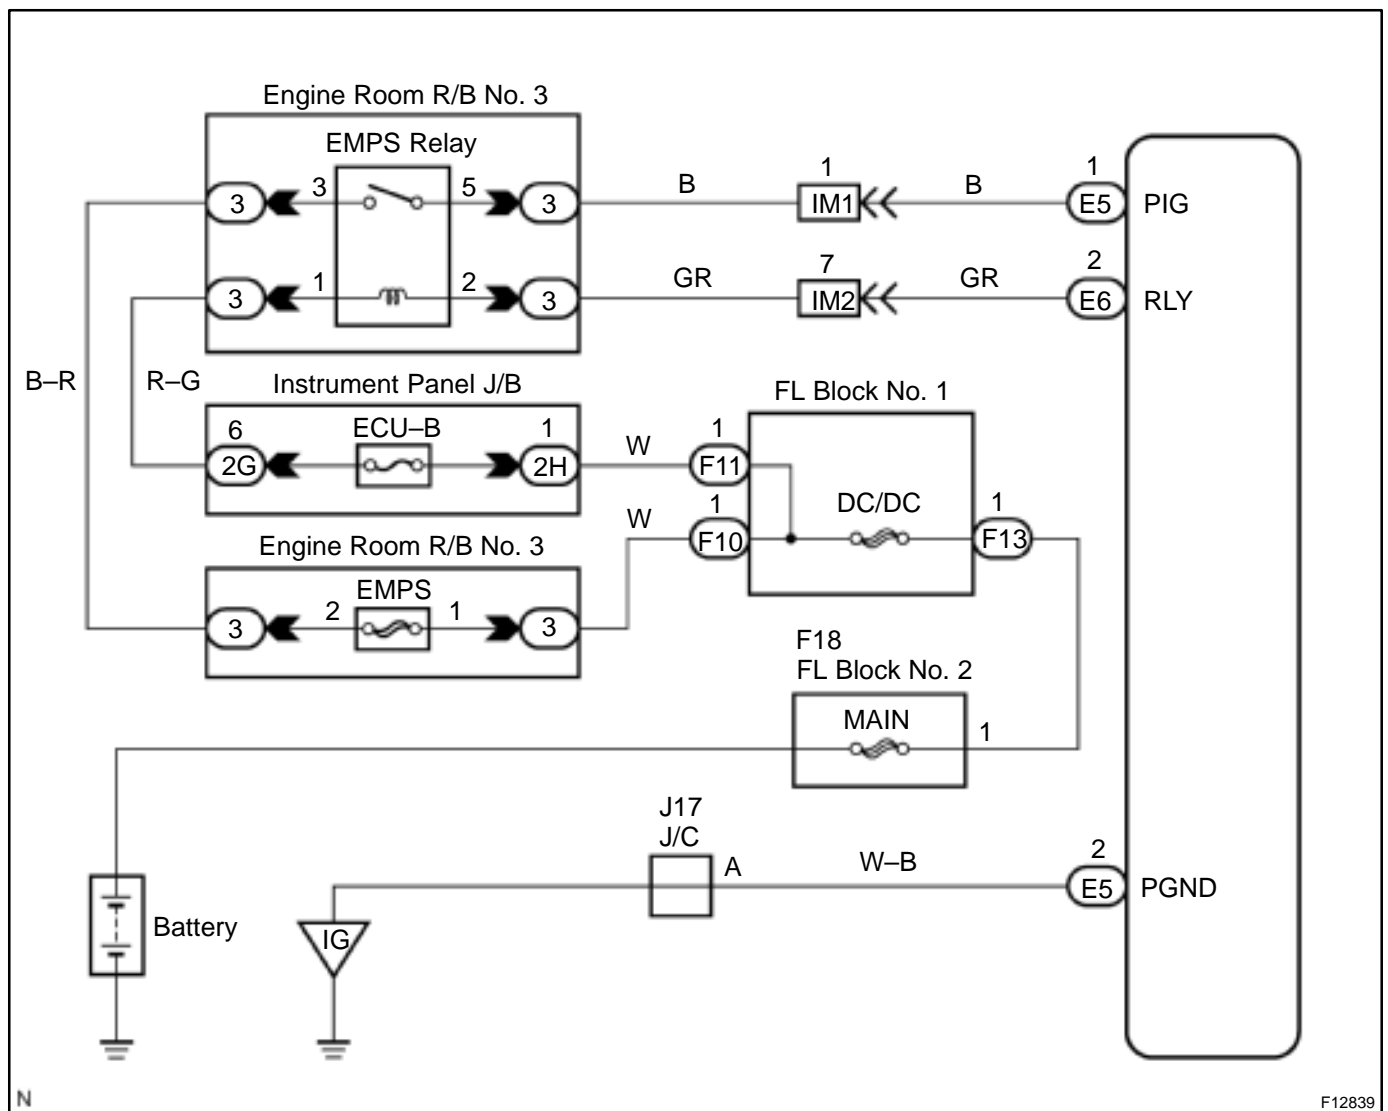 Engine Room R/B No. 3
EMPS Relay
3 3 5 3 B 1 IM1 B 1 E5 PIG
3 1 2 3 GR 7 IM2 GR 2 E6 RLY
B–R R–G
Instrument Panel J/B
FL Block No. 1
6 2G ECU–B 1 2H W 1 F11
W 1 F10 DC/DC 1 F13
Engine Room R/B No. 3
EMPS
3 2 1 3
F18
FL Block No. 2
MAIN 1
J17
J/C
A W–B 2 E5 PGND
Battery
IG
N
F12839